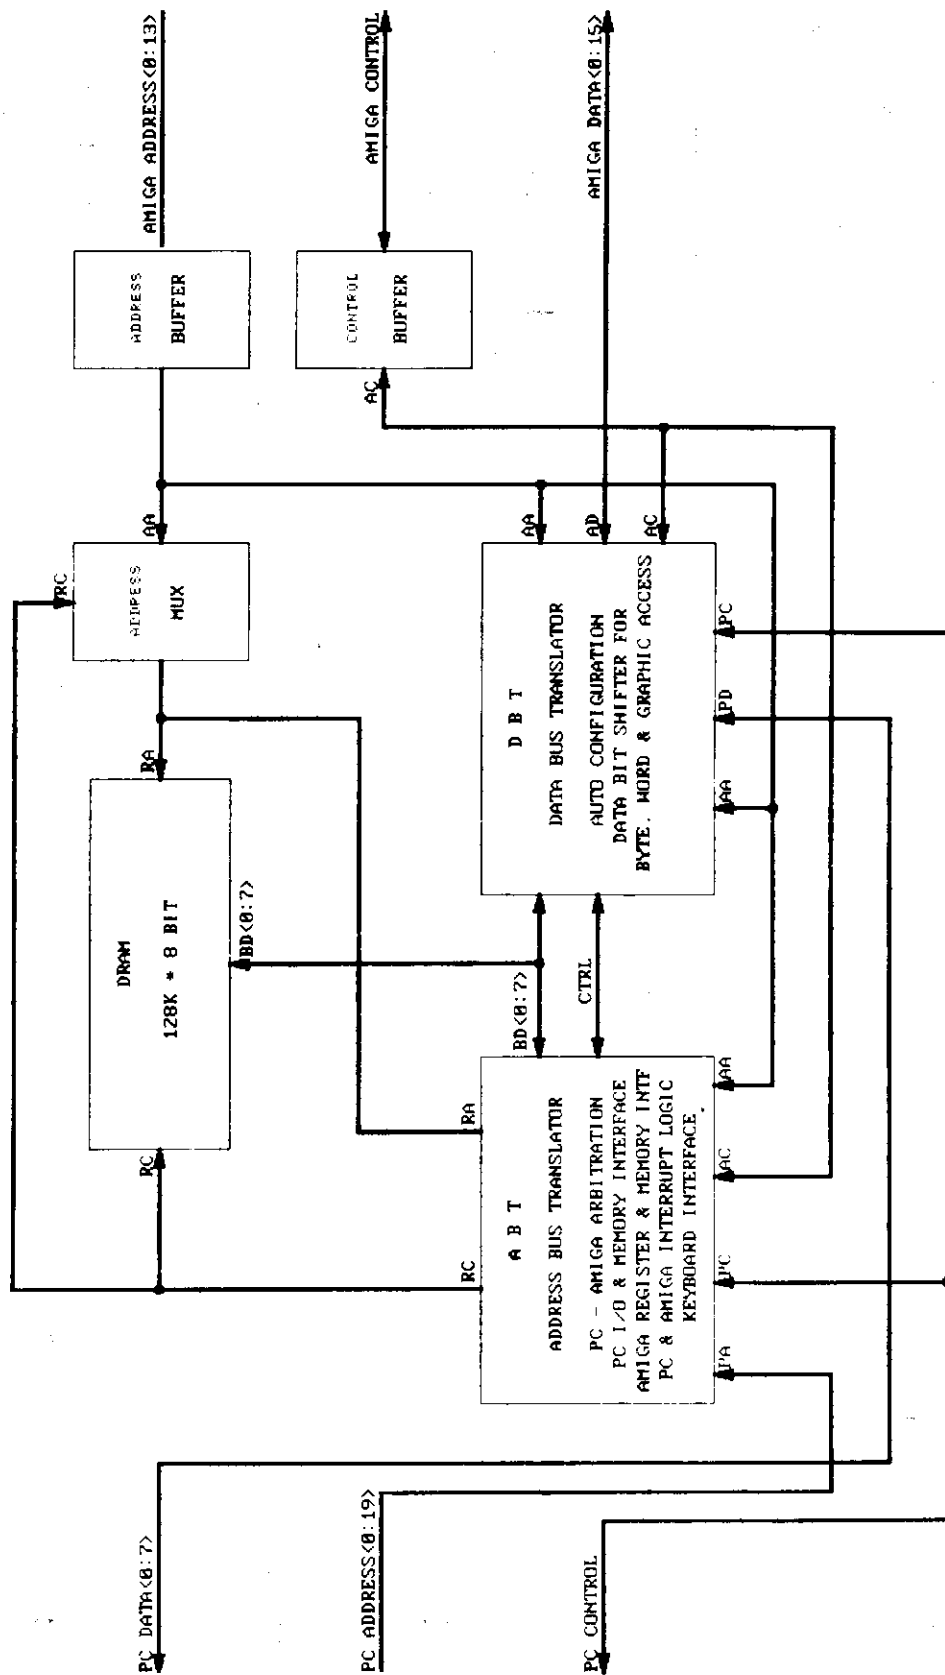 PC DATA<0:7>
PC ADDRESS<0:19>
PC CONTROL
RC
RC
RA
A B T
ADDRESS BUS TRANSLATOR
PC - AMIGA ARBITRATION
PC I/O & MEMORY INTERFACE
AMIGA REGISTER & MEMORY INTF
PC & AMIGA INTERRUPT LOGIC
KEYBOARD INTERFACE
PA
PC
AC
AA
DRAM
128K * 8 BIT
BD<0:7>
BD<0:7>
CTRL
RA
RC
ADDRESS
MUX
AA
D B T
DATA BUS TRANSLATOR
AUTO CONFIGURATION
DATA BIT SHIFTER FOR
BYTE. WORD & GRAPHIC ACCESS
AA
PD
PC
AA
AD
AC
ADDRESS
BUFFER
CONTROL
BUFFER
AC
AMIGA ADDRESS<0:13>
AMIGA CONTROL
AMIGA DATA<0:15>